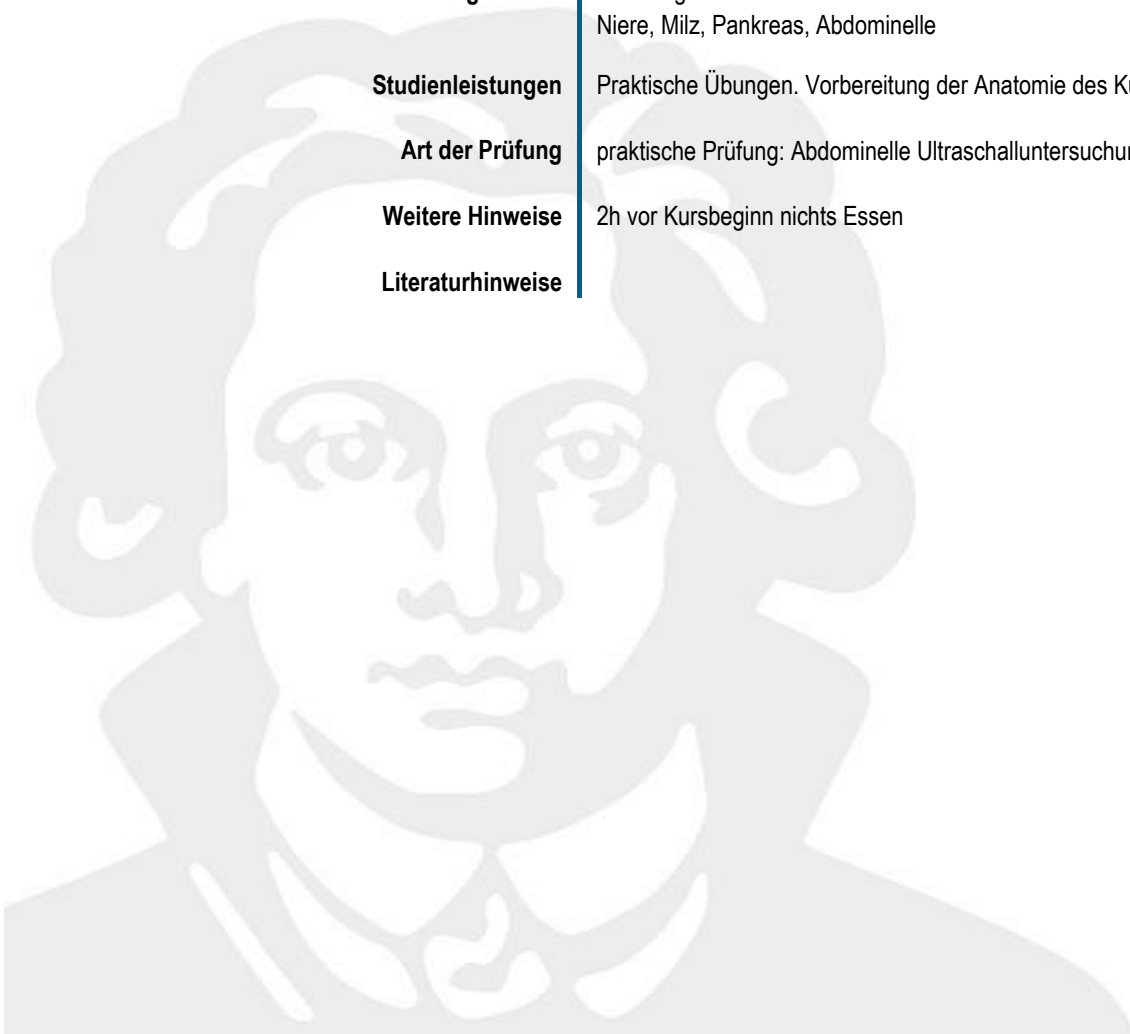 Niere, Milz, Pankreas, Abdominelle
Studienleistungen Praktische Übungen. Vorbereitung der Anatomie des
Art der Prüfung praktische Prüfung: Abdominelle
Weitere Hinweise 2h vor Kursbeginn nichts Essen
Literaturhinweise